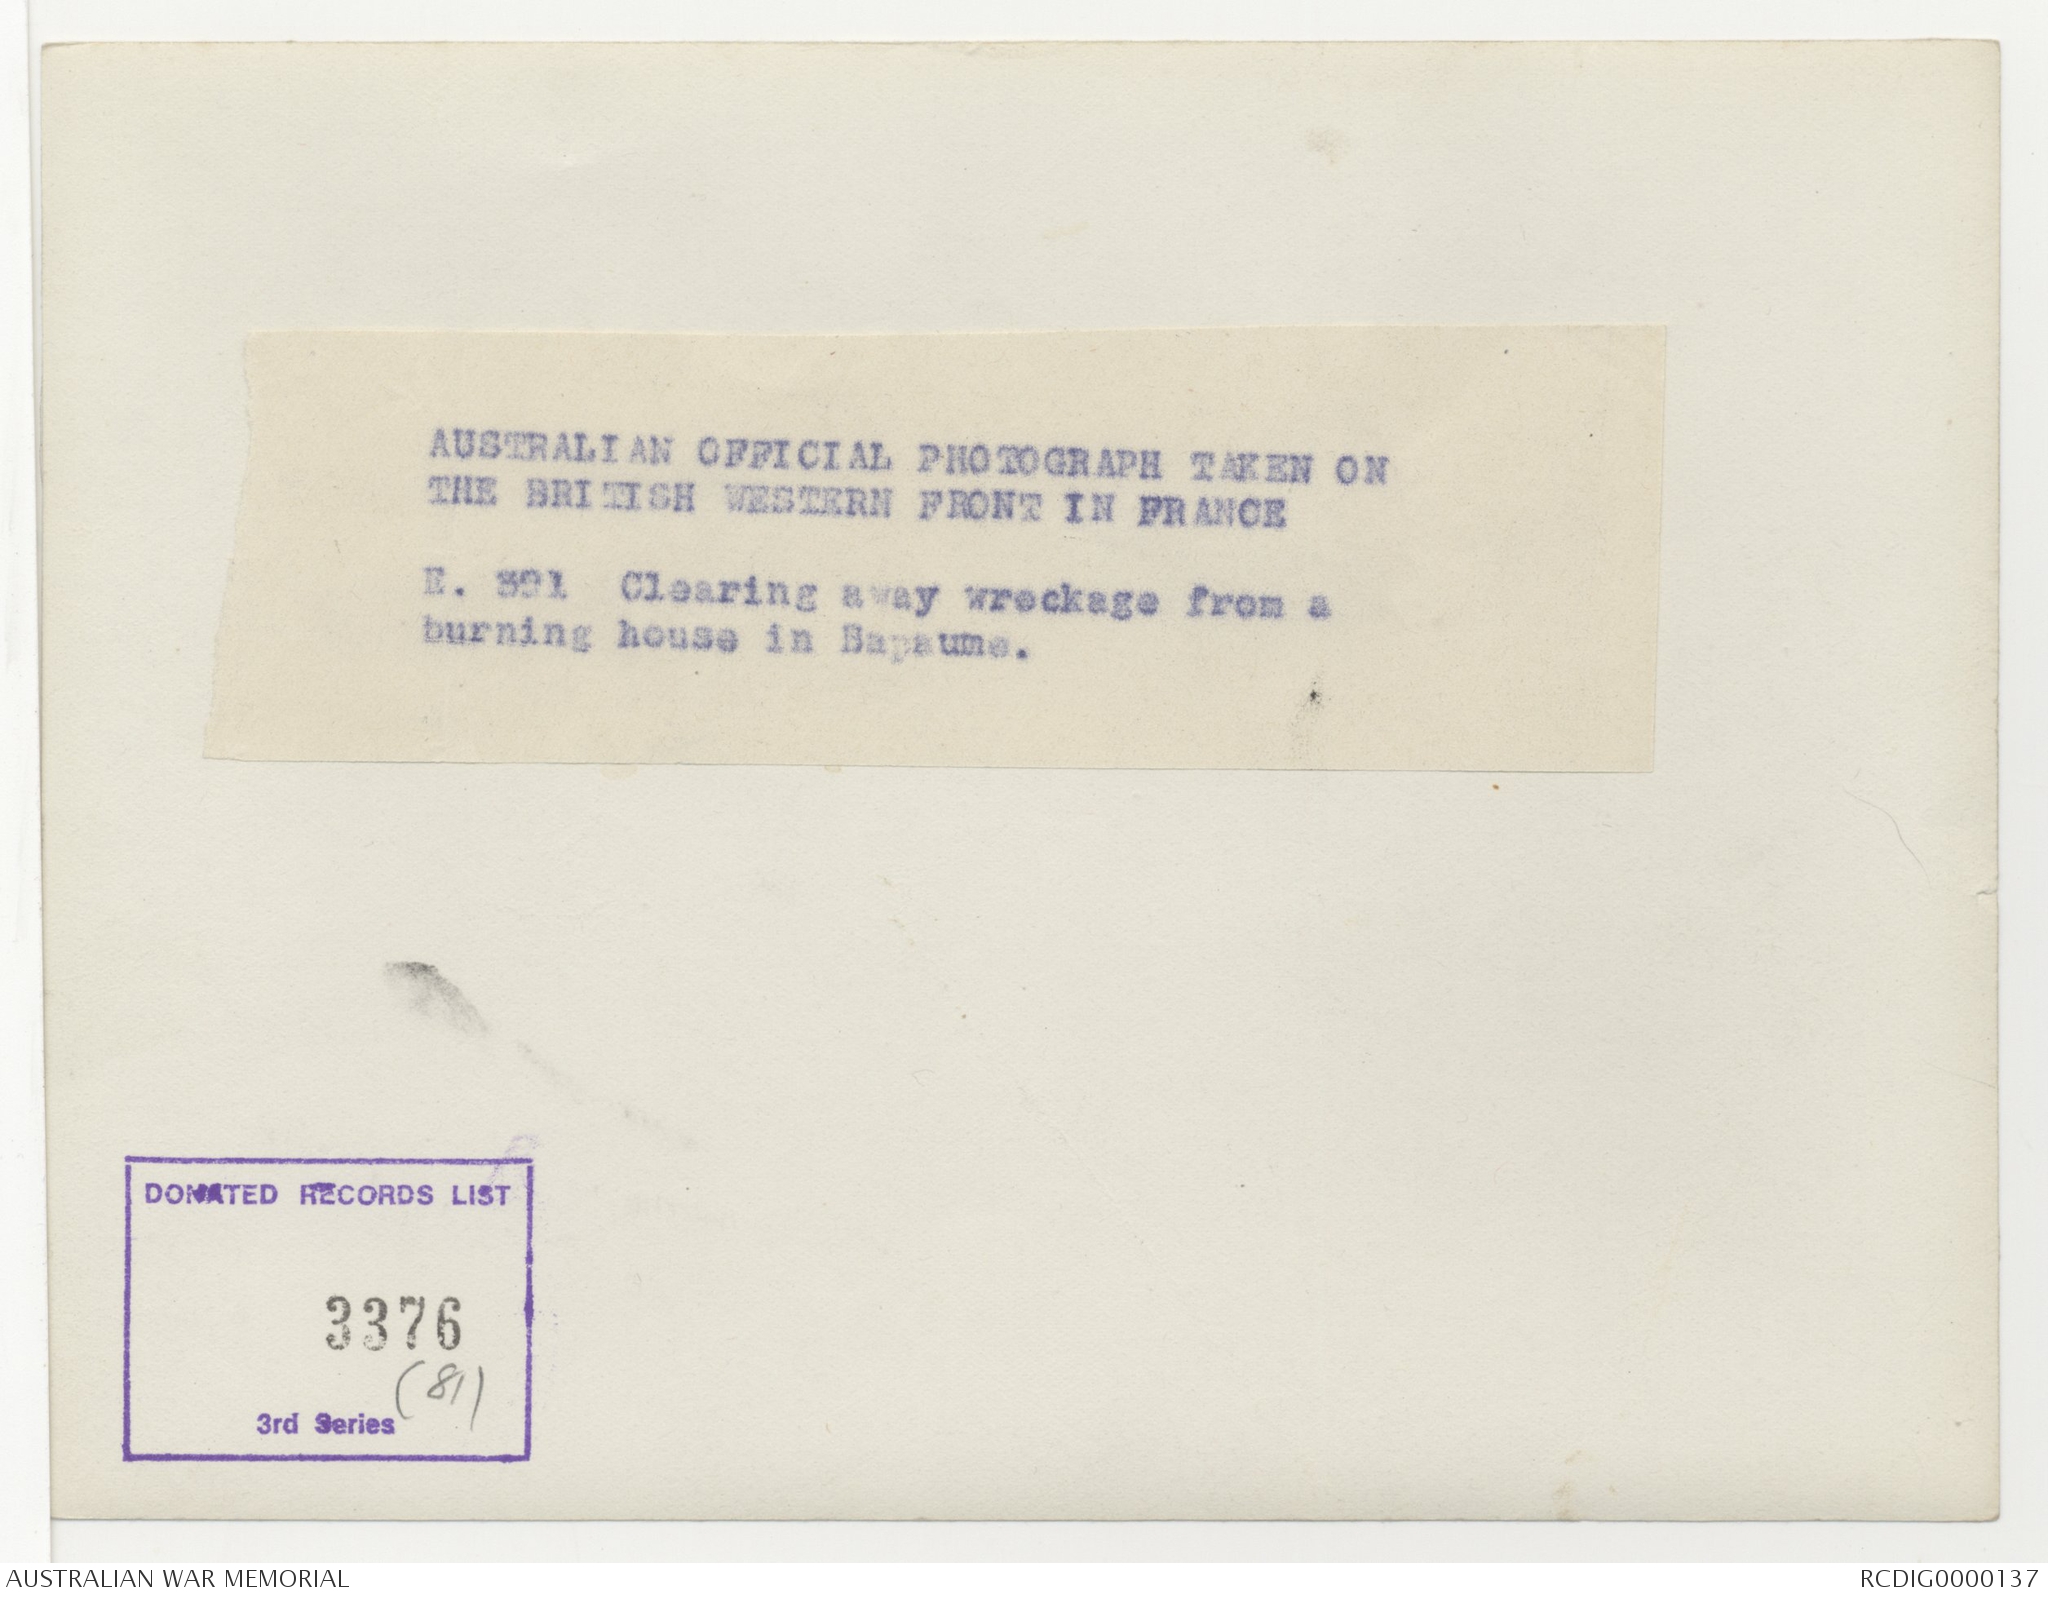 AUSTRALIAN OFFICIAL PHOTOGRAPH TAKEN ON
THE BRITISH WESTERN FRONT IN FRANCE
E. 391 Clearing away wreckage from a
burning house in Bapaume.
DONATED RECORDS LIST
3376
(81)
3rd Series
AUSTRALIAN WAR MEMORIAL
RCDIG0000137